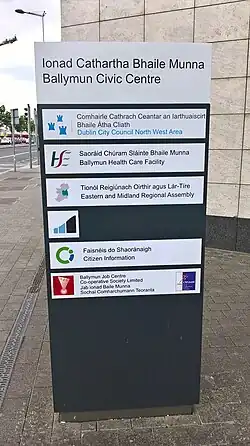 Ionad Cathartha Bhaile Munna
Ballymun Civic Centre
Comhairle Cathrach Ceantar an Iarthuaiscirt
Bhaile Átha Cliath
Dublin City Council North West Area
Saoráid Chúram Sláinte Bhaile Munna
Ballymun Health Care Facility
Tionól Réigiúnach Oirthir agus Lár-Tíre
Eastern and Midland Regional Assembly
Faisnéis do Shaoránaigh
Citizen Information
Ballymun Job Centre
Co-operative Society Limited
Jab Ionad Baile Munna
Sochaí Comharchumann Teoranta